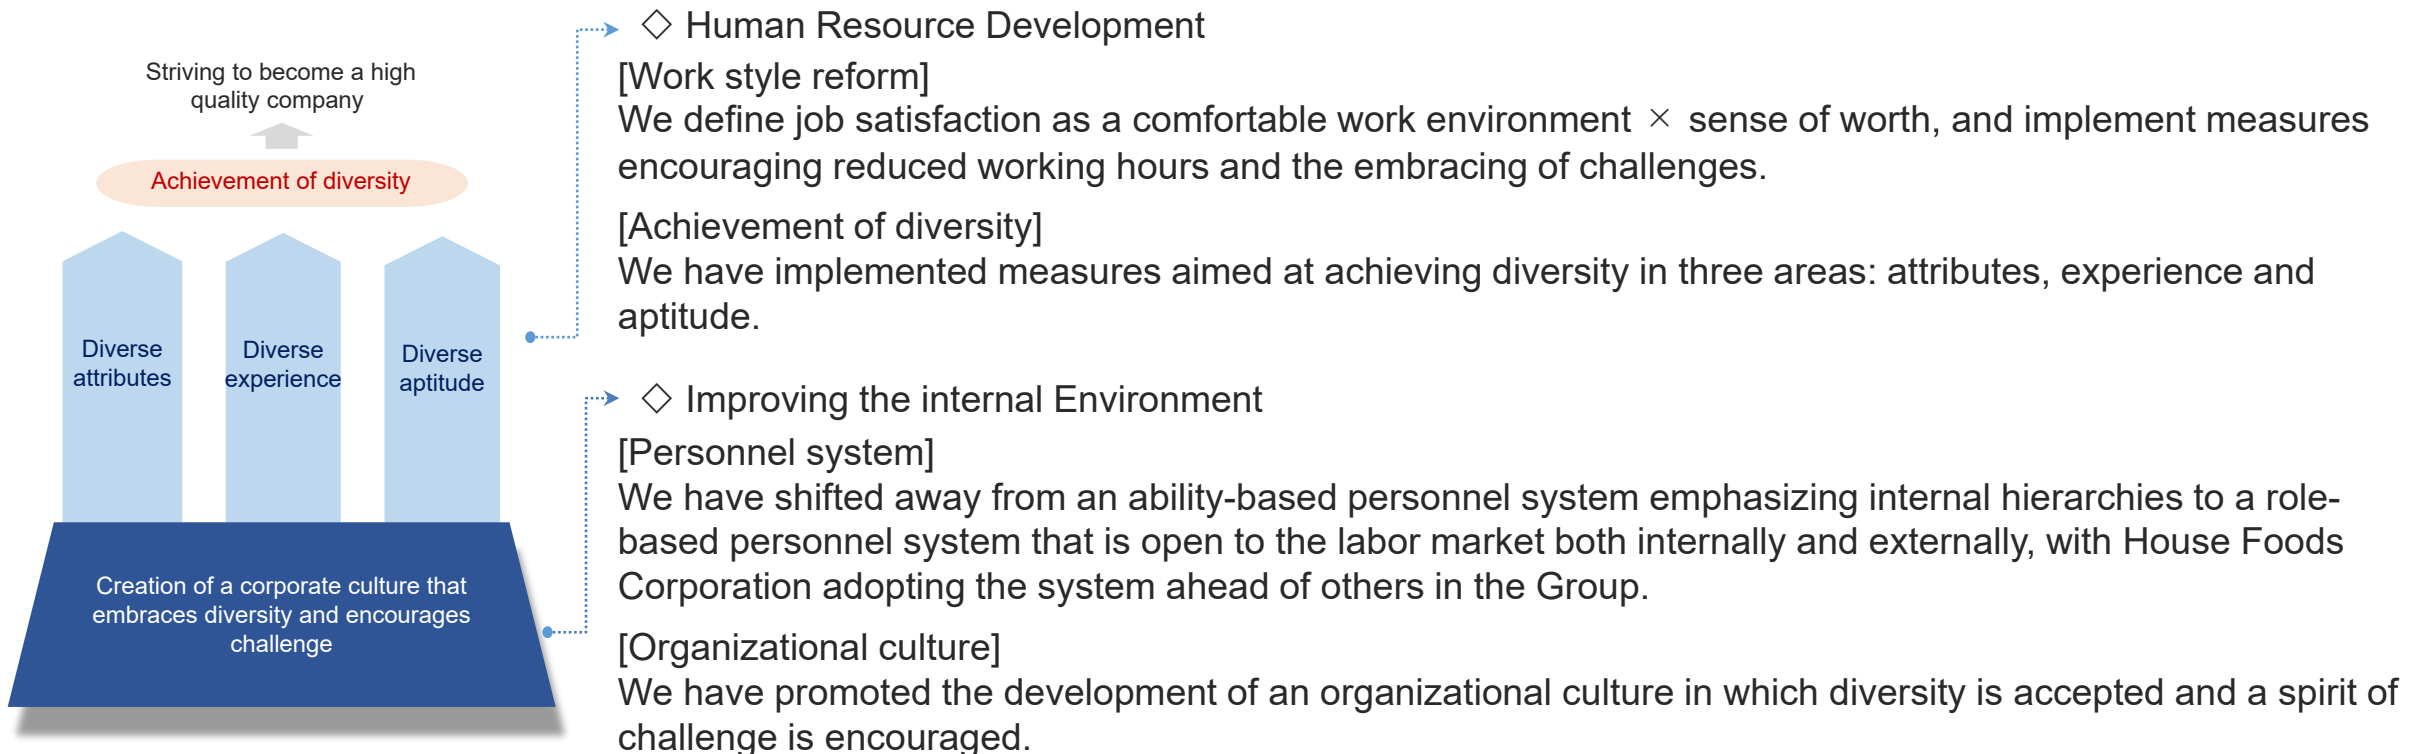 Striving to become a high
quality company
Achievement of diversity
Diverse
attributes
Diverse
experience
Diverse
aptitude
Creation of a corporate culture that
embraces diversity and encourages
challenge
◇ Human Resource Development
[Work style reform]
We define job satisfaction as a comfortable work environment × sense of worth, and implement measures
encouraging reduced working hours and the embracing of challenges.
[Achievement of diversity]
We have implemented measures aimed at achieving diversity in three areas: attributes, experience and
aptitude.
◇ Improving the internal Environment
[Personnel system]
We have shifted away from an ability-based personnel system emphasizing internal hierarchies to a role-
based personnel system that is open to the labor market both internally and externally, with House Foods
Corporation adopting the system ahead of others in the Group.
[Organizational culture]
We have promoted the development of an organizational culture in which diversity is accepted and a spirit of
challenge is encouraged.